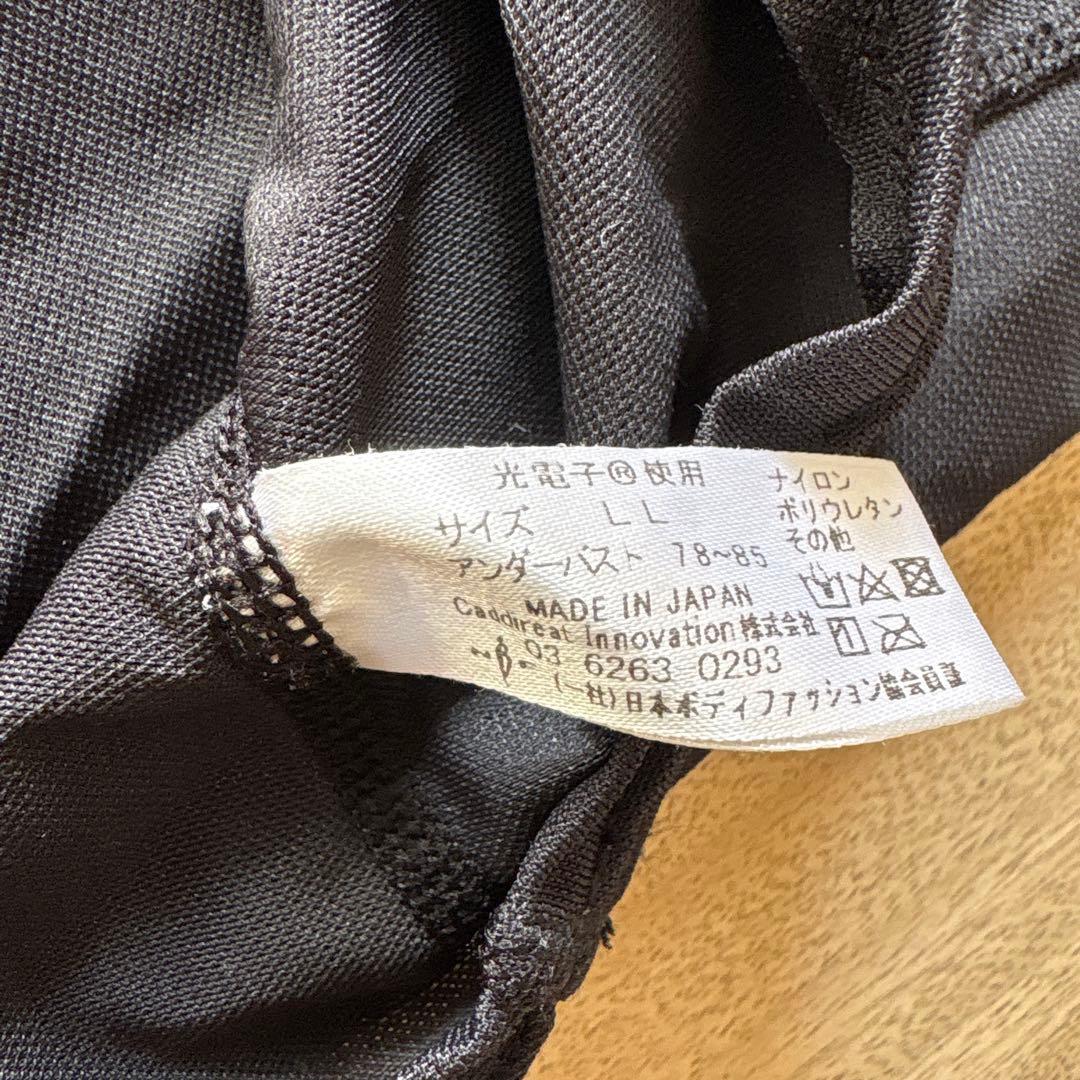 光電子®使用
サイズ LL
アンダーバスト 78~85
ナイロン
ポリウレタン
その他
MADE IN JAPAN
Caddireat Innovation株式会社
03 6263 0293
(一社)日本ボディファッション協会員証